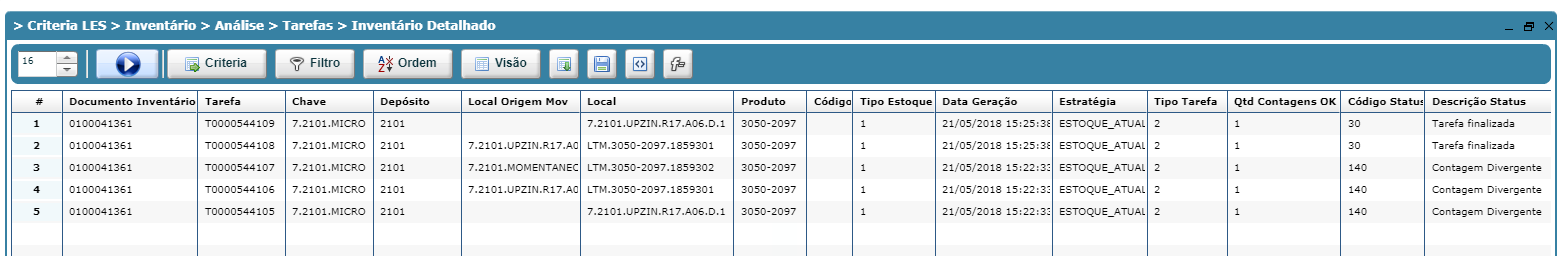 > Criteria LES > Inventário > Análise > Tarefas > Inventário Detalhado
16 Criteria Filtro Ordem Visão
# Documento Inventário Tarefa Chave Depósito Local Origem Mov Local Produto Código Tipo Estoque Data Geração Estratégia Tipo Tarefa Qtd Contagens OK Código Status Descrição Status
1 0100041361 T0000544109 7.2101.MICRO 2101 7.2101.UPZIN.R17.A06.D.1 3050-2097 1 21/05/2018 15:25:38 ESTOQUE_ATUAL 2 1 30 Tarefa finalizada
2 0100041361 T0000544108 7.2101.MICRO 2101 7.2101.UPZIN.R17.A0 LTM.3050-2097.1859301 3050-2097 1 21/05/2018 15:25:38 ESTOQUE_ATUAL 2 1 30 Tarefa finalizada
3 0100041361 T0000544107 7.2101.MICRO 2101 7.2101.MOMENTANEO LTM.3050-2097.1859302 3050-2097 1 21/05/2018 15:22:33 ESTOQUE_ATUAL 2 1 140 Contagem Divergente
4 0100041361 T0000544106 7.2101.MICRO 2101 7.2101.UPZIN.R17.A0 LTM.3050-2097.1859301 3050-2097 1 21/05/2018 15:22:33 ESTOQUE_ATUAL 2 1 140 Contagem Divergente
5 0100041361 T0000544105 7.2101.MICRO 2101 7.2101.UPZIN.R17.A06.D.1 3050-2097 1 21/05/2018 15:22:33 ESTOQUE_ATUAL 2 1 140 Contagem Divergente